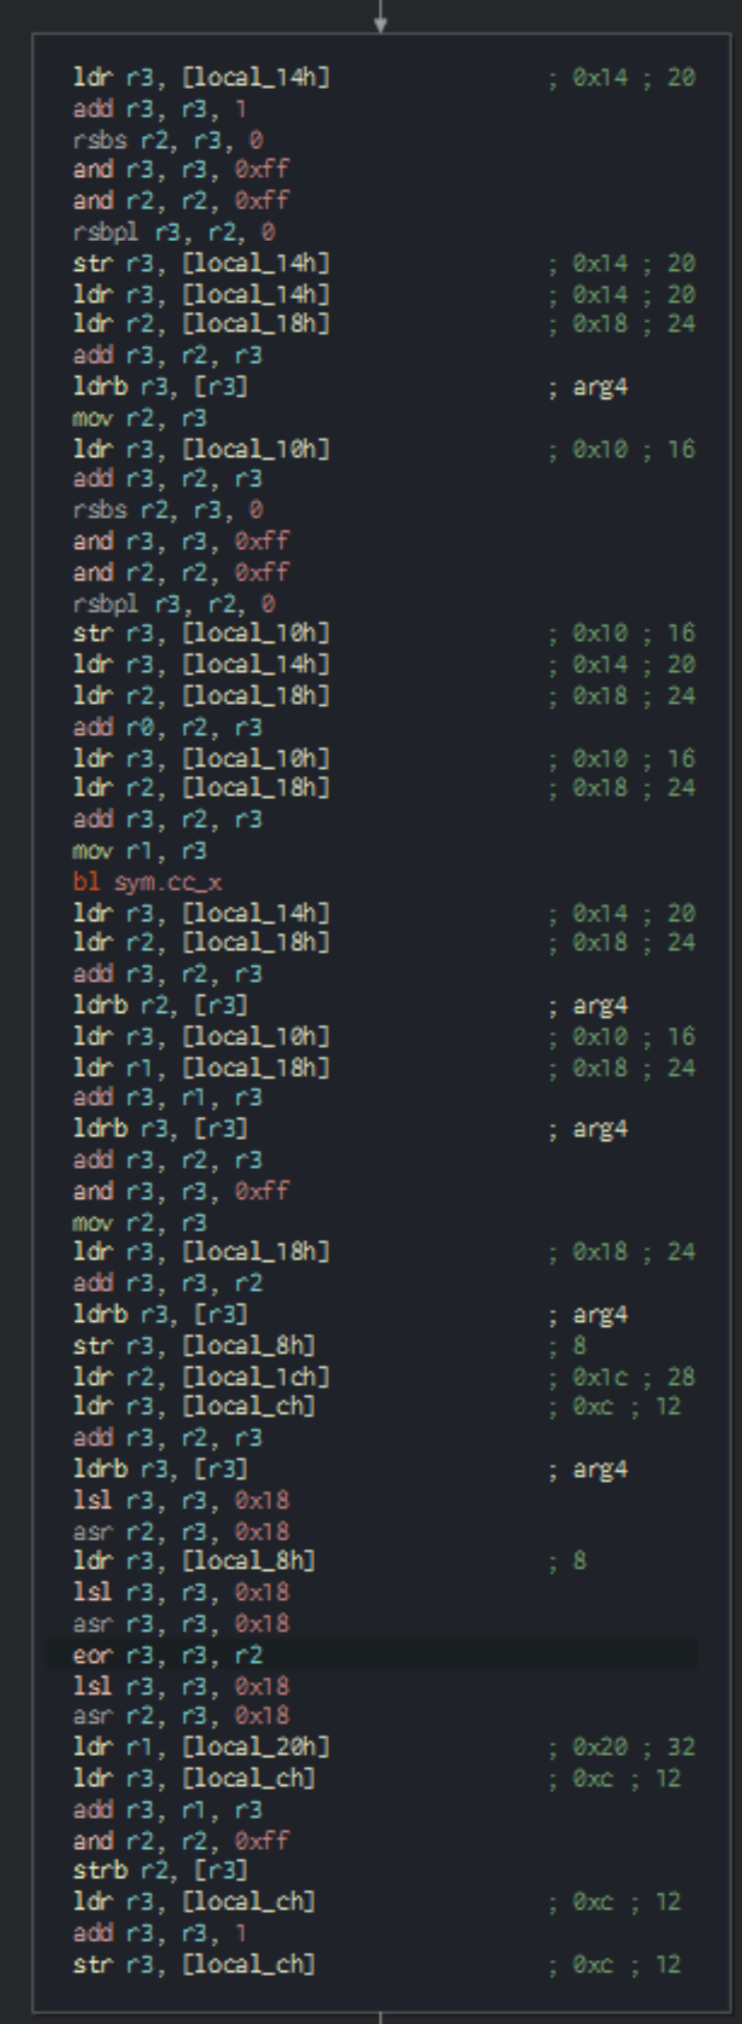 ldr r3, [local_14h] ; 0x14 ; 20
add r3, r3, 1
rsbs r2, r3, 0
and r3, r3, 0xff
and r2, r2, 0xff
rsbpl r3, r2, 0
str r3, [local_14h] ; 0x14 ; 20
ldr r3, [local_14h] ; 0x14 ; 20
ldr r2, [local_18h] ; 0x18 ; 24
add r3, r2, r3
ldrb r3, [r3] ; arg4
mov r2, r3
ldr r3, [local_10h] ; 0x10 ; 16
add r3, r2, r3
rsbs r2, r3, 0
and r3, r3, 0xff
and r2, r2, 0xff
rsbpl r3, r2, 0
str r3, [local_10h] ; 0x10 ; 16
ldr r3, [local_14h] ; 0x14 ; 20
ldr r2, [local_18h] ; 0x18 ; 24
add r0, r2, r3
ldr r3, [local_10h] ; 0x10 ; 16
ldr r2, [local_18h] ; 0x18 ; 24
add r3, r2, r3
mov r1, r3
bl sym.cc_x
ldr r3, [local_14h] ; 0x14 ; 20
ldr r2, [local_18h] ; 0x18 ; 24
add r3, r2, r3
ldrb r2, [r3] ; arg4
ldr r3, [local_10h] ; 0x10 ; 16
ldr r1, [local_18h] ; 0x18 ; 24
add r3, r1, r3
ldrb r3, [r3] ; arg4
add r3, r2, r3
and r3, r3, 0xff
mov r2, r3
ldr r3, [local_18h] ; 0x18 ; 24
add r3, r3, r2
ldrb r3, [r3] ; arg4
str r3, [local_8h] ; 8
ldr r2, [local_1ch] ; 0x1c ; 28
ldr r3, [local_ch] ; 0xc ; 12
add r3, r2, r3
ldrb r3, [r3] ; arg4
lsl r3, r3, 0x18
asr r2, r3, 0x18
ldr r3, [local_8h] ; 8
lsl r3, r3, 0x18
asr r3, r3, 0x18
eor r3, r3, r2
lsl r3, r3, 0x18
asr r2, r3, 0x18
ldr r1, [local_20h] ; 0x20 ; 32
ldr r3, [local_ch] ; 0xc ; 12
add r3, r1, r3
and r2, r2, 0xff
strb r2, [r3]
ldr r3, [local_ch] ; 0xc ; 12
add r3, r3, 1
str r3, [local_ch] ; 0xc ; 12